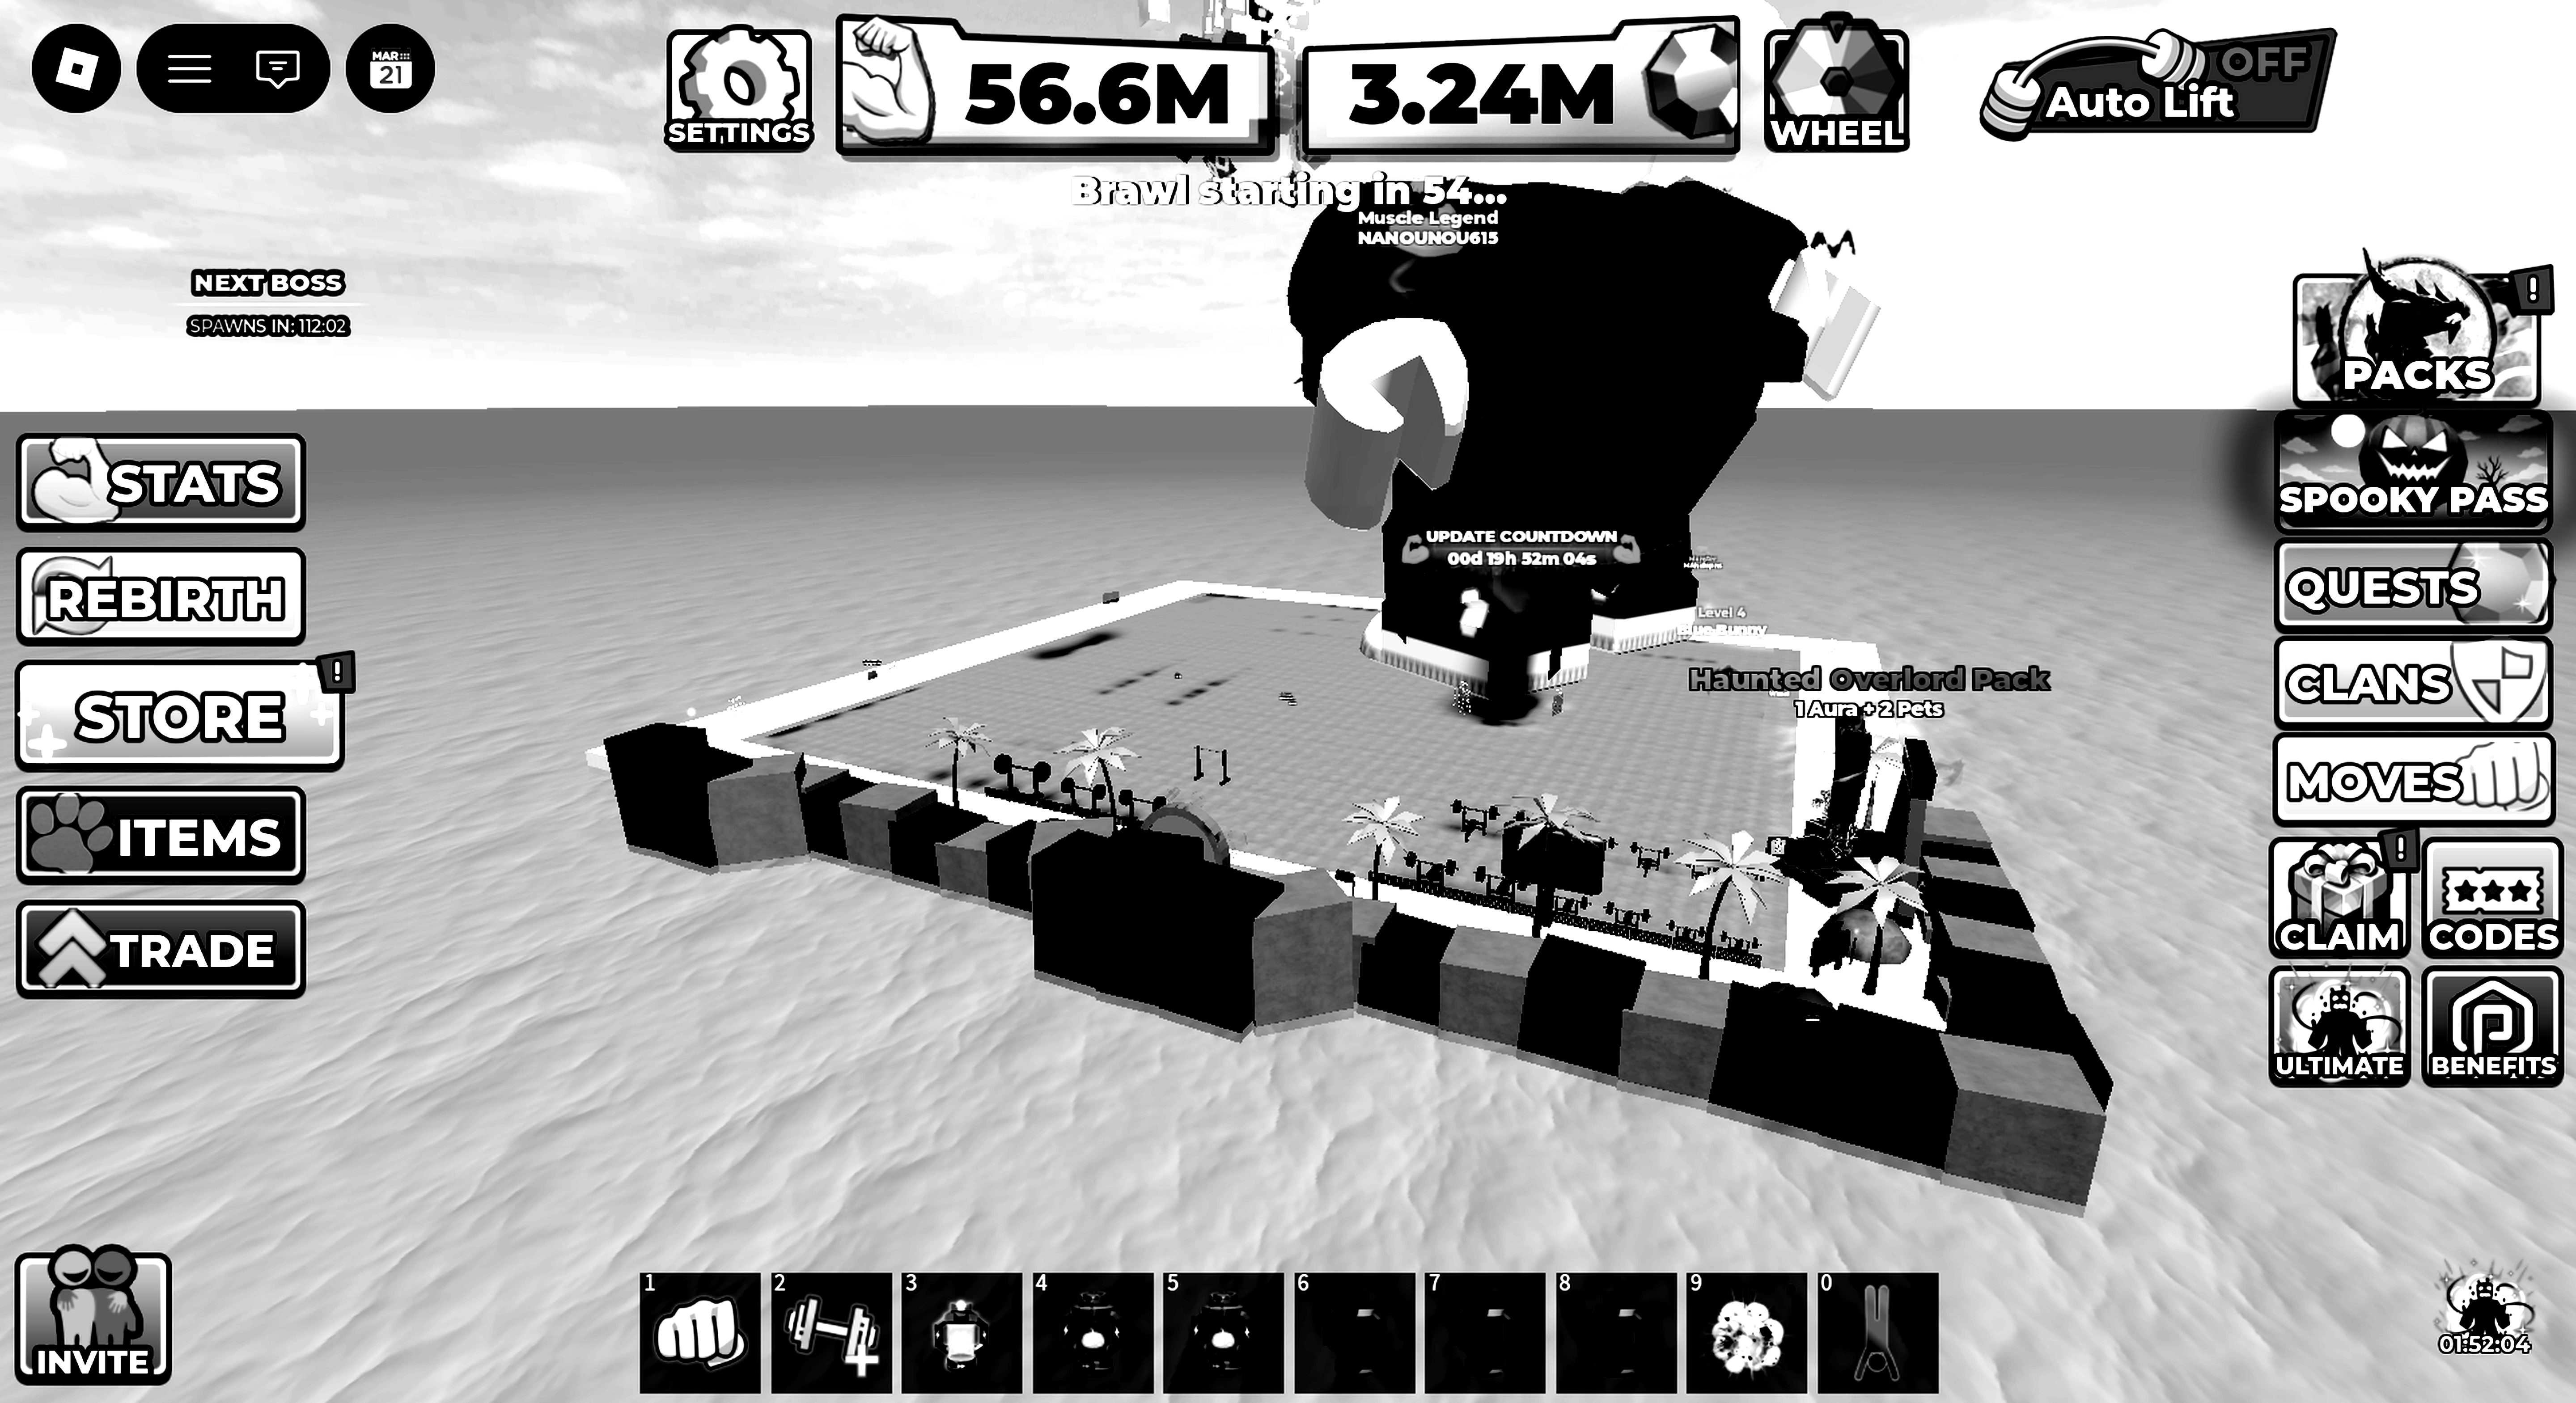 MAR
21
SETTINGS
56.6M
3.24M
WHEEL
OFF
Auto Lift
Brawl starting in 54...
Muscle Legend
NANOUNOU615
NEXT BOSS
SPAWNS IN: 112:02
PACKS
!
STATS
SPOOKY PASS
UPDATE COUNTDOWN
00d 19h 52m 04s
REBIRTH
QUESTS
Level 4
Haunted Overlord Pack
1 Aura + 2 Pets
STORE
!
CLANS
MOVES
ITEMS
!
CLAIM
CODES
TRADE
ULTIMATE
BENEFITS
INVITE
1
2
3
4
5
6
7
8
9
0
01:52:04